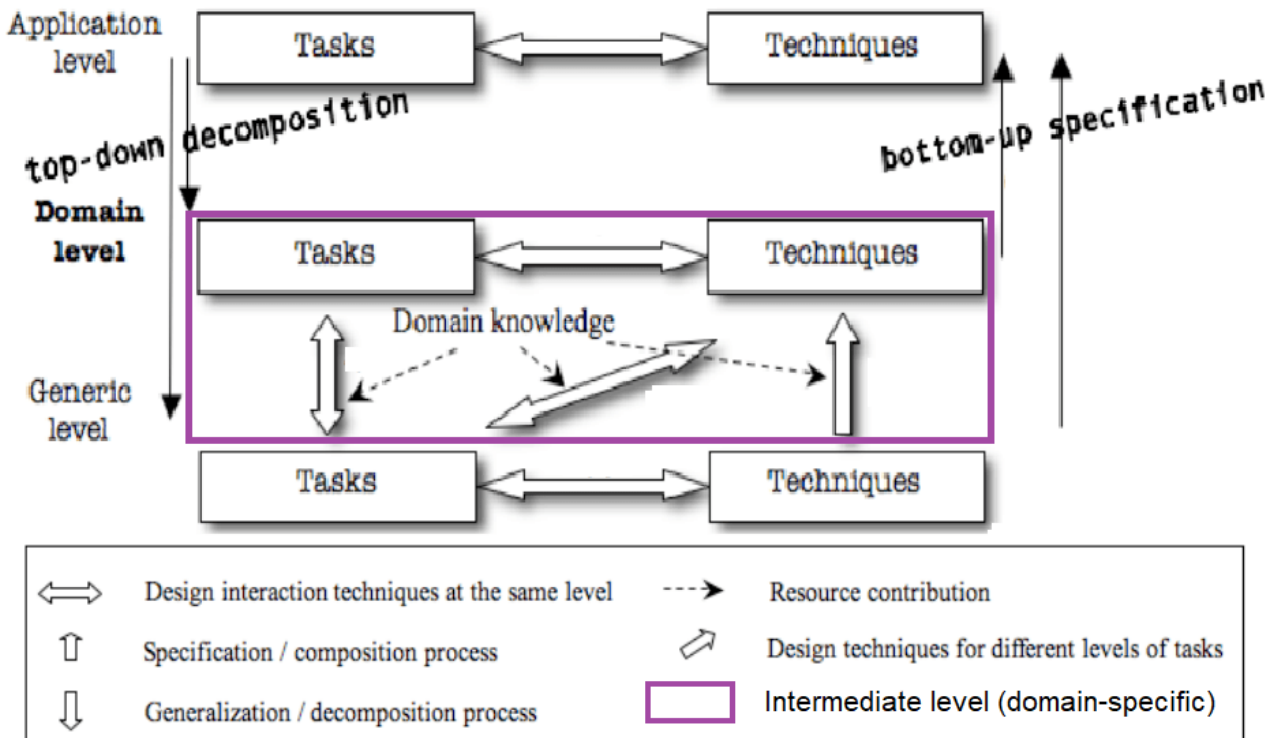 Application
level
Tasks
Techniques
top-down decomposition
bottom-up specification
Domain
level
Tasks
Techniques
Domain knowledge
Generic
level
Tasks
Techniques
Design interaction techniques at the same level
Resource contribution
Specification / composition process
Design techniques for different levels of tasks
Generalization / decomposition process
Intermediate level (domain-specific)